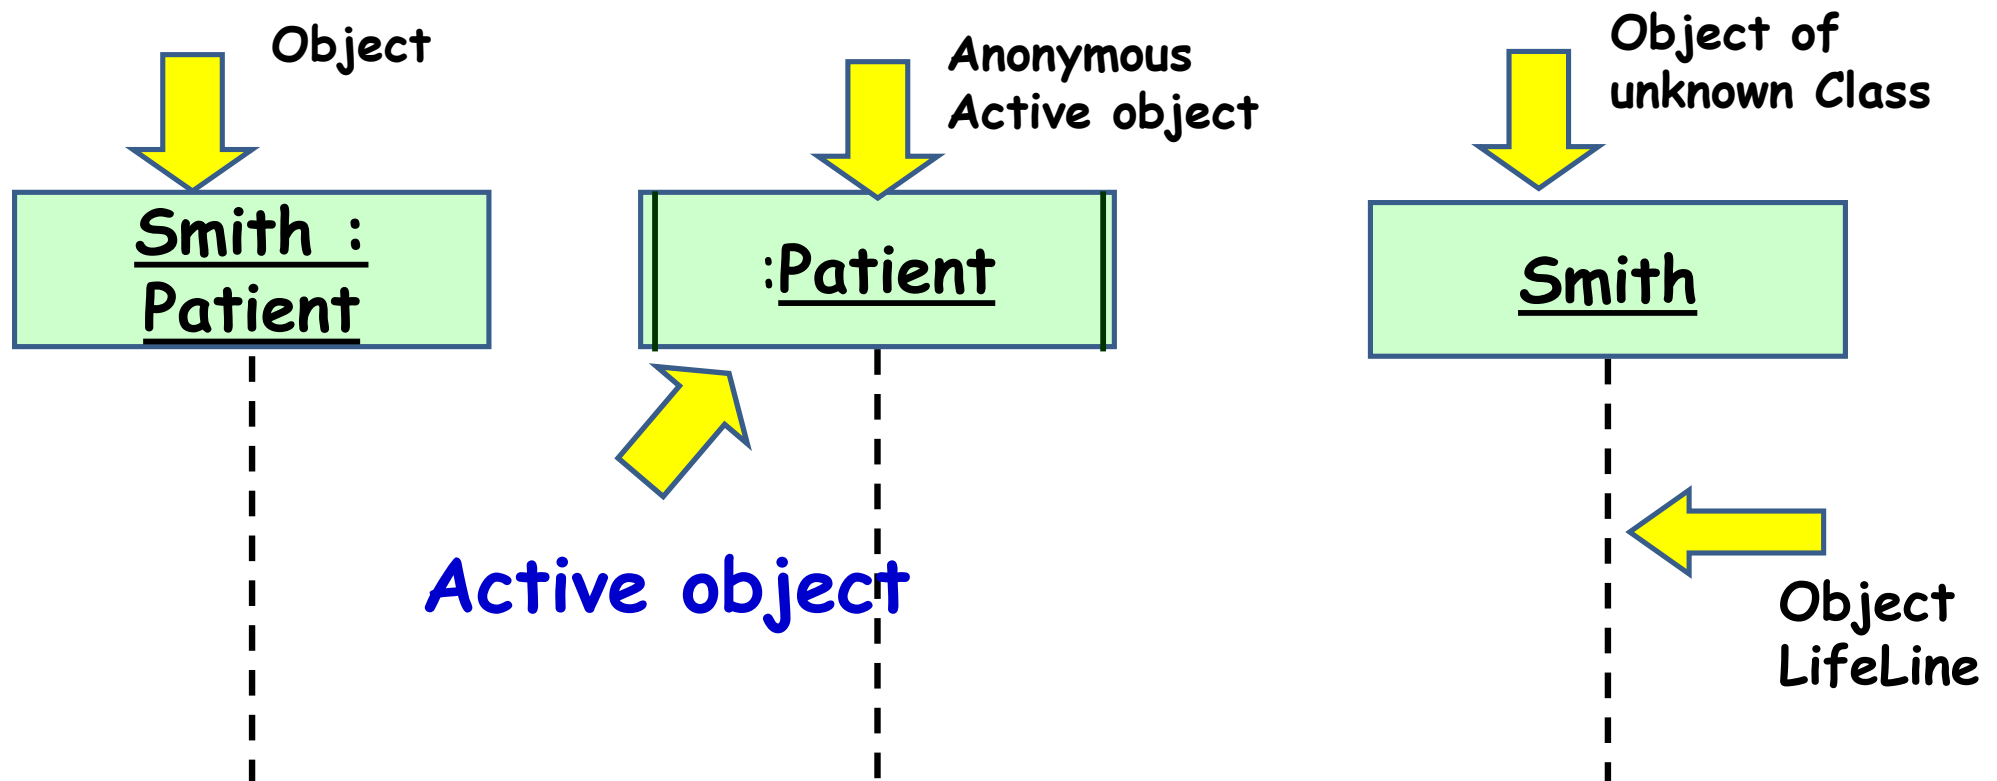 Object
Smith :
Patient
Anonymous
Active object
:Patient
Active object
Object of
unknown Class
Smith
Object
LifeLine